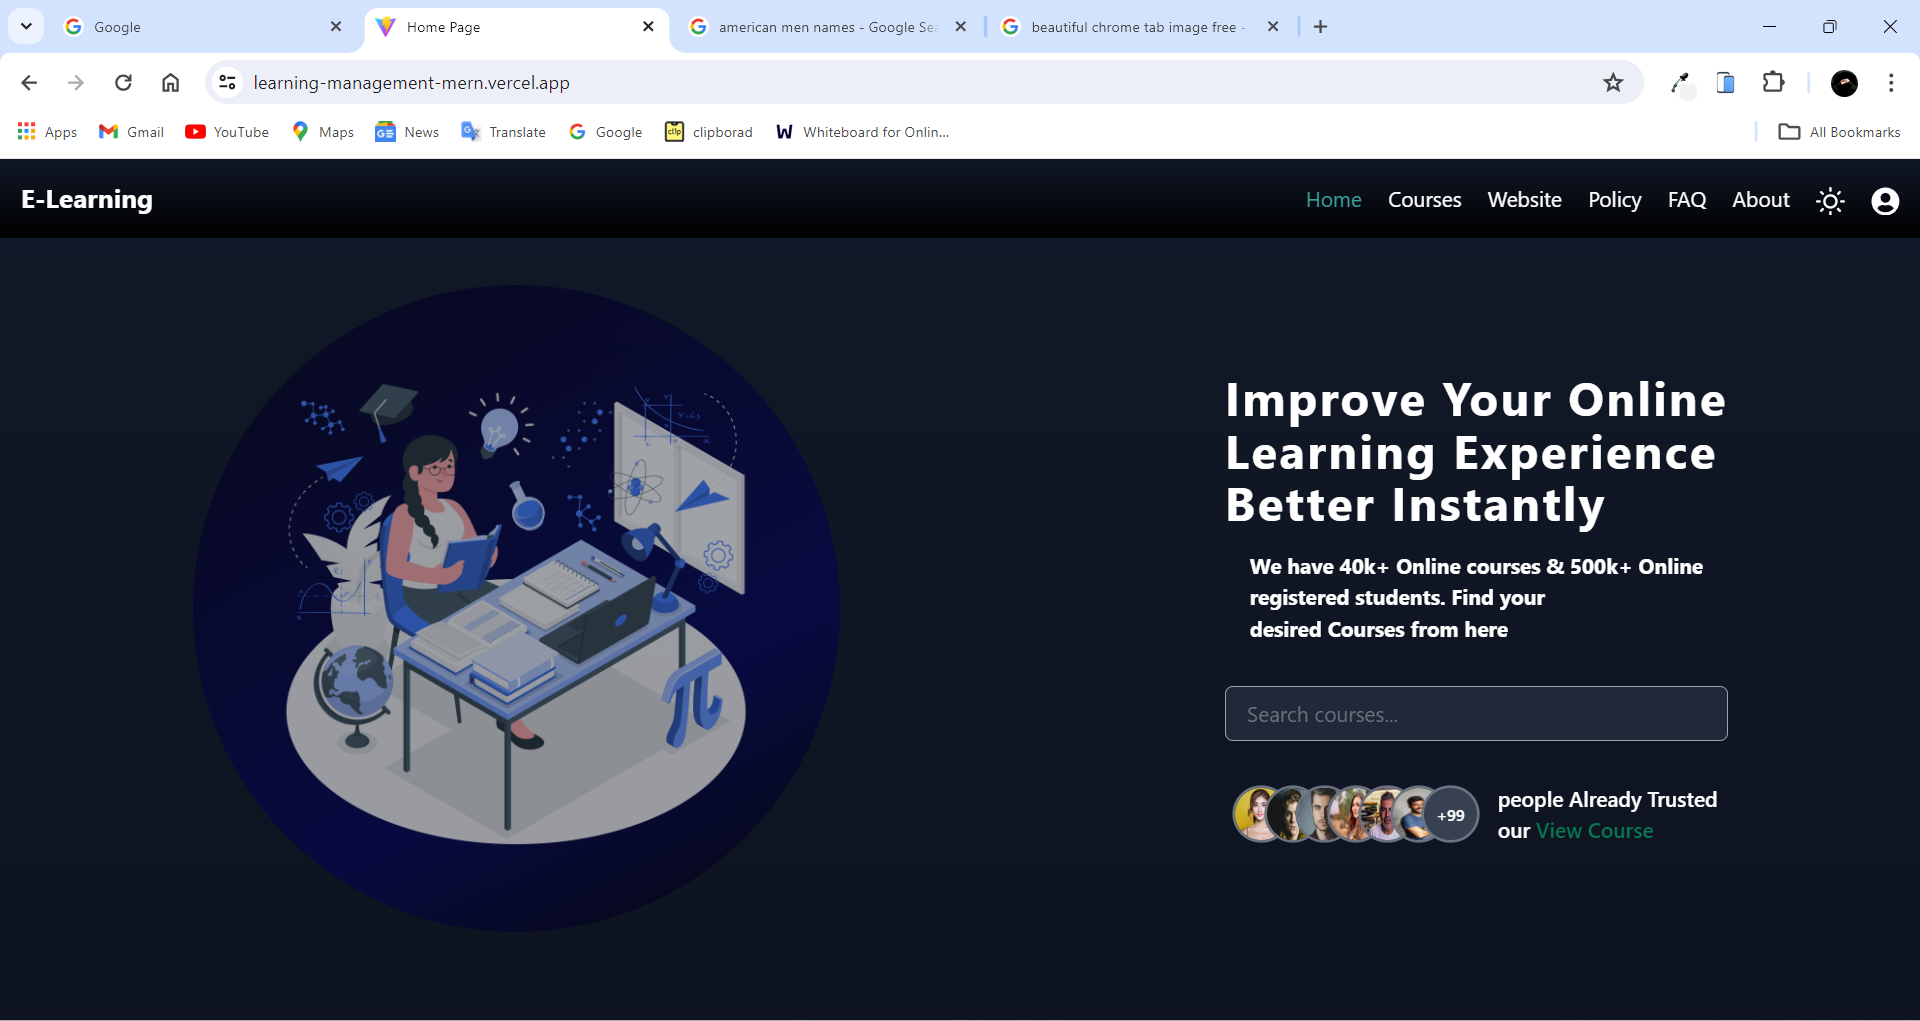 Google
Home Page
american men names - Google Sea
beautiful chrome tab image free -
learning-management-mern.vercel.app
Apps
Gmail
YouTube
Maps
News
Translate
Google
clipborad
Whiteboard for Onlin...
All Bookmarks
E-Learning
Home
Courses
Website
Policy
FAQ
About
Improve Your Online
Learning Experience
Better Instantly
We have 40k+ Online courses & 500k+ Online
registered students. Find your
desired Courses from here
Search courses...
+99
people Already Trusted
our View Course